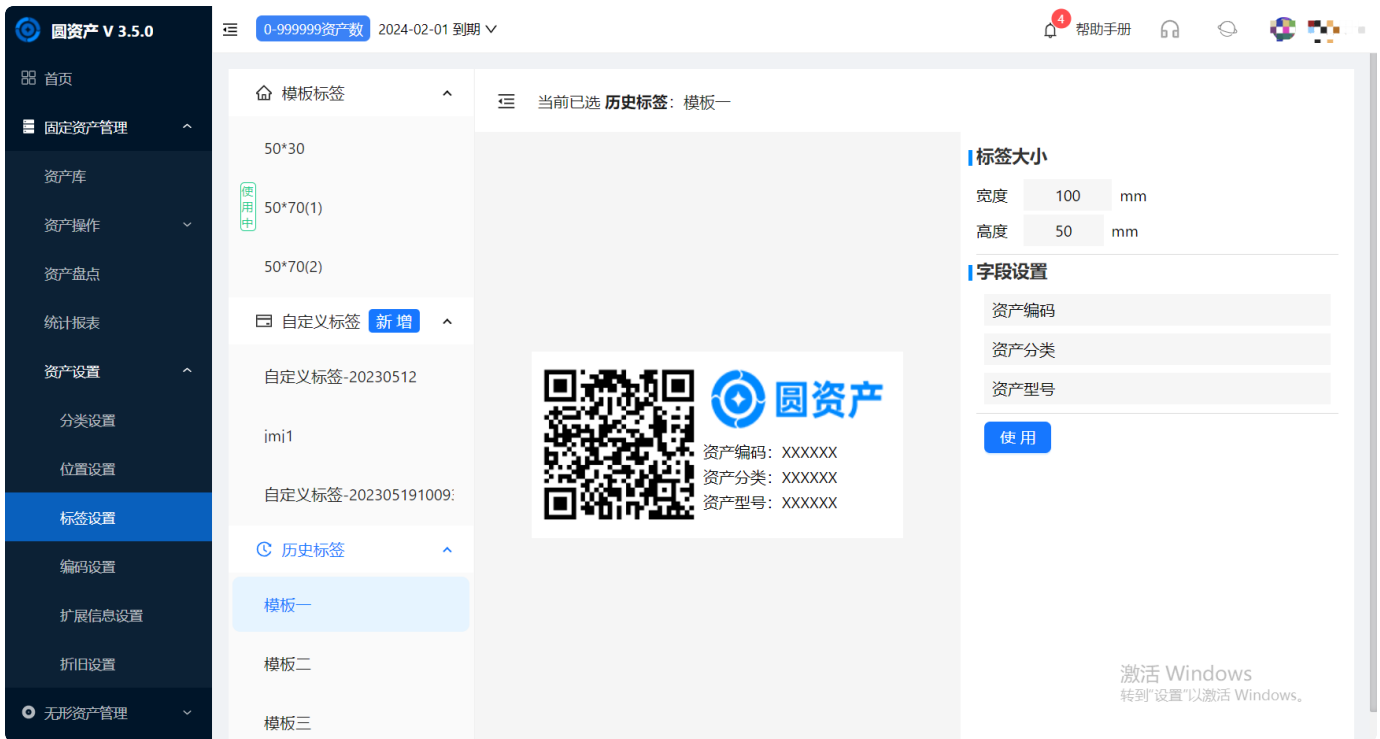 圆资产 V 3.5.0
0-999999资产数 2024-02-01 到期
4
帮助手册
首页
固定资产管理
资产库
资产操作
资产盘点
统计报表
资产设置
分类设置
位置设置
标签设置
编码设置
扩展信息设置
折旧设置
无形资产管理
模板标签
50*30
使用中
50*70(1)
50*70(2)
自定义标签 新增
自定义标签-20230512
jmj1
自定义标签-202305191009
历史标签
模板一
模板二
模板三
当前已选 历史标签：模板一
圆资产
资产编码：XXXXXX
资产分类：XXXXXX
资产型号：XXXXXX
标签大小
宽度 100 mm
高度 50 mm
字段设置
资产编码
资产分类
资产型号
使用
激活 Windows
转到"设置"以激活 Windows。